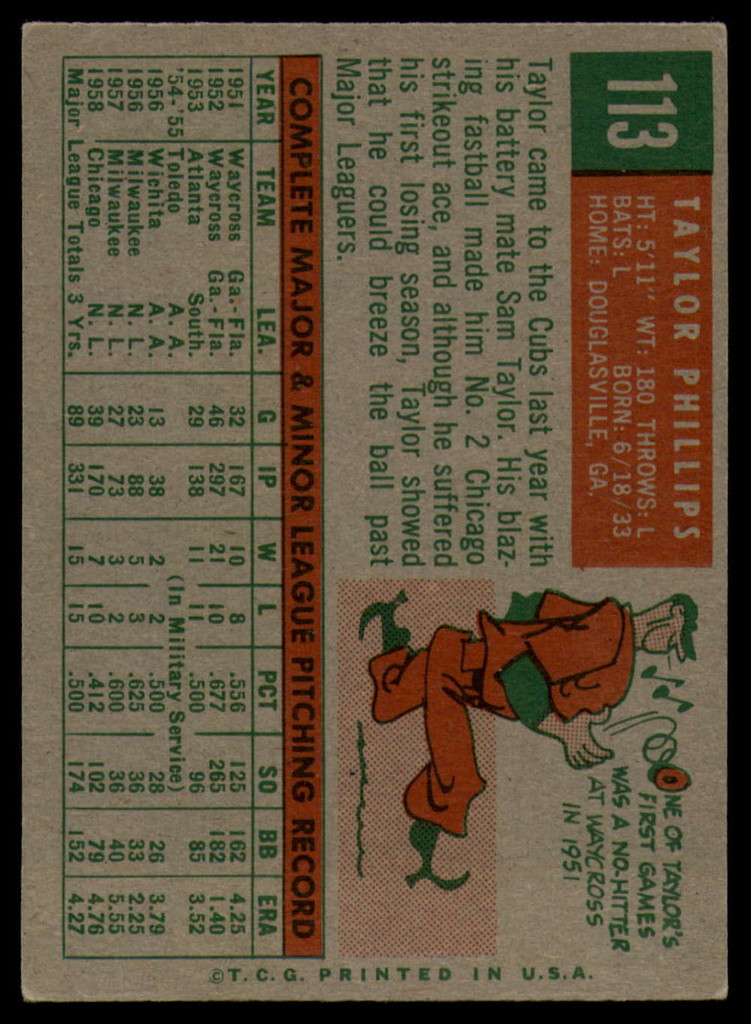 113
TAYLOR PHILLIPS
HT: 5'11" WT: 180 THROWS: L
BATS: L BORN: 6/18/33
HOME: DOUGLASVILLE, GA.
Taylor came to the Cubs last year with
his battery mate Sam Taylor. His blaz-
ing fastball made him No. 2 Chicago
strikeout ace, and although he suffered
his first losing season, Taylor showed
that he could breeze the ball past
Major Leaguers.
ONE OF TAYLOR'S
FIRST GAMES
WAS A NO-HITTER
AT WAYCROSS
IN 1951
COMPLETE MAJOR & MINOR LEAGUE PITCHING RECORD
YEAR TEAM LEA. G IP W L PCT SO BB ERA
1951 Waycross Ga.-Fla. 32 167 10 8 .556 125 162 4.25
1952 Waycross Ga.-Fla. 46 297 21 10 .677 265 182 1.40
1953 Atlanta South. 29 138 11 11 .500 96 85 3.52
'54-'55 Toledo A. A. (In Military Service)
1956 Wichita A. A. 13 38 2 2 .500 28 26 3.79
1956 Milwaukee N. L. 23 88 5 3 .625 36 33 2.25
1957 Milwaukee N. L. 27 73 3 2 .600 36 40 5.55
1958 Chicago N. L. 39 170 7 10 .412 102 79 4.76
Major League Totals 3 Yrs. 89 331 15 15 .500 174 152 4.27
©T.C.G. PRINTED IN U.S.A.